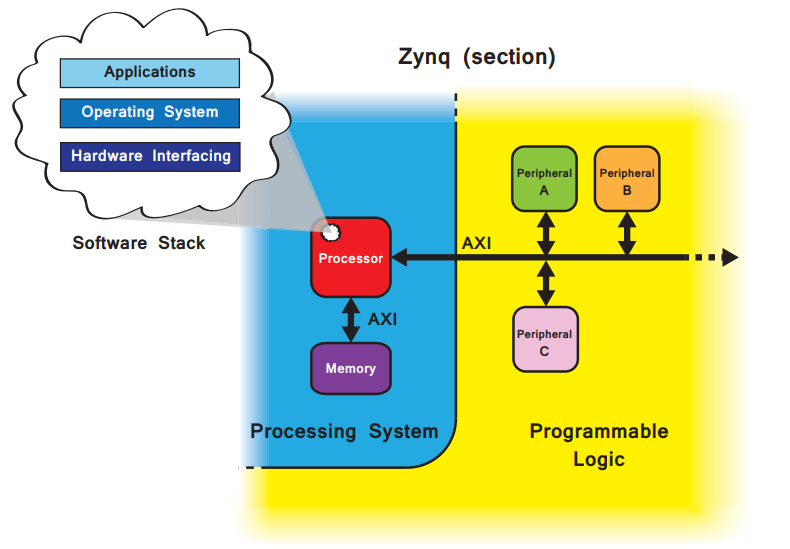 Zynq (section)
Applications
Operating System
Hardware Interfacing
Software Stack
Processor
AXI
Memory
AXI
Peripheral
A
Peripheral
B
Peripheral
C
Processing System
Programmable
Logic